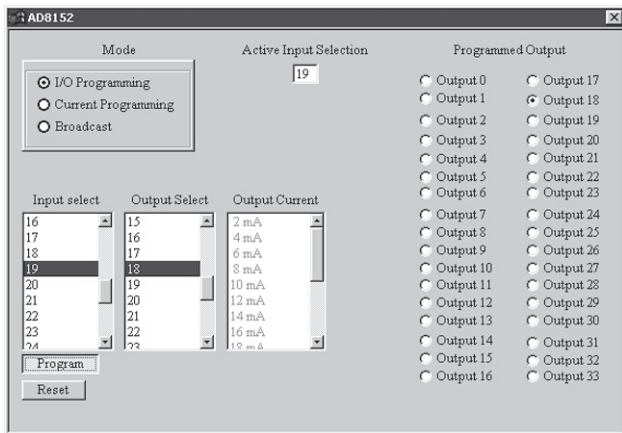 AD8152
Mode
I/O Programming
Current Programming
Broadcast
Active Input Selection
19
Programmed Output
Output 0
Output 1
Output 2
Output 3
Output 4
Output 5
Output 6
Output 7
Output 8
Output 9
Output 10
Output 11
Output 12
Output 13
Output 14
Output 15
Output 16
Output 17
Output 18
Output 19
Output 20
Output 21
Output 22
Output 23
Output 24
Output 25
Output 26
Output 27
Output 28
Output 29
Output 30
Output 31
Output 32
Output 33
Input select
16
17
18
19
20
21
22
23
24
Output Select
15
16
17
18
19
20
21
22
23
Output Current
2 mA
4 mA
6 mA
8 mA
10 mA
12 mA
14 mA
16 mA
18 mA
Program
Reset